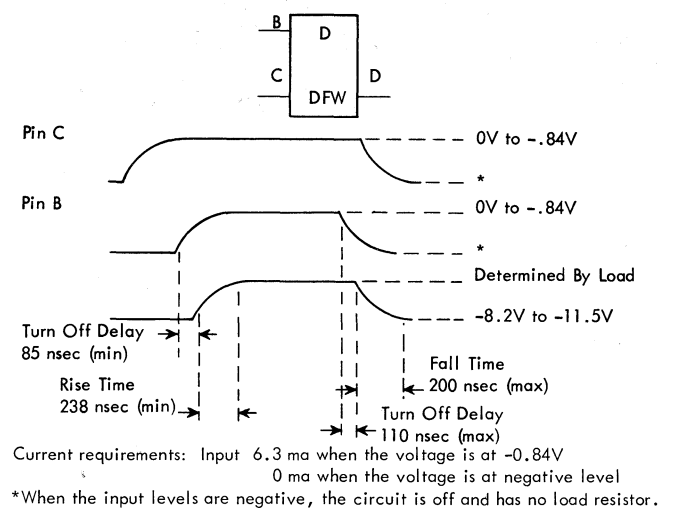 B
D
C
D
DFW
Pin C
0V to -.84V
*
Pin B
0V to -.84V
*
Determined By Load
-8.2V to -11.5V
Turn Off Delay
85 nsec (min)
Rise Time
238 nsec (min)
Fall Time
200 nsec (max)
Turn Off Delay
110 nsec (max)
Current requirements: Input 6.3 ma when the voltage is at -0.84V
0 ma when the voltage is at negative level
*When the input levels are negative, the circuit is off and has no load resistor.